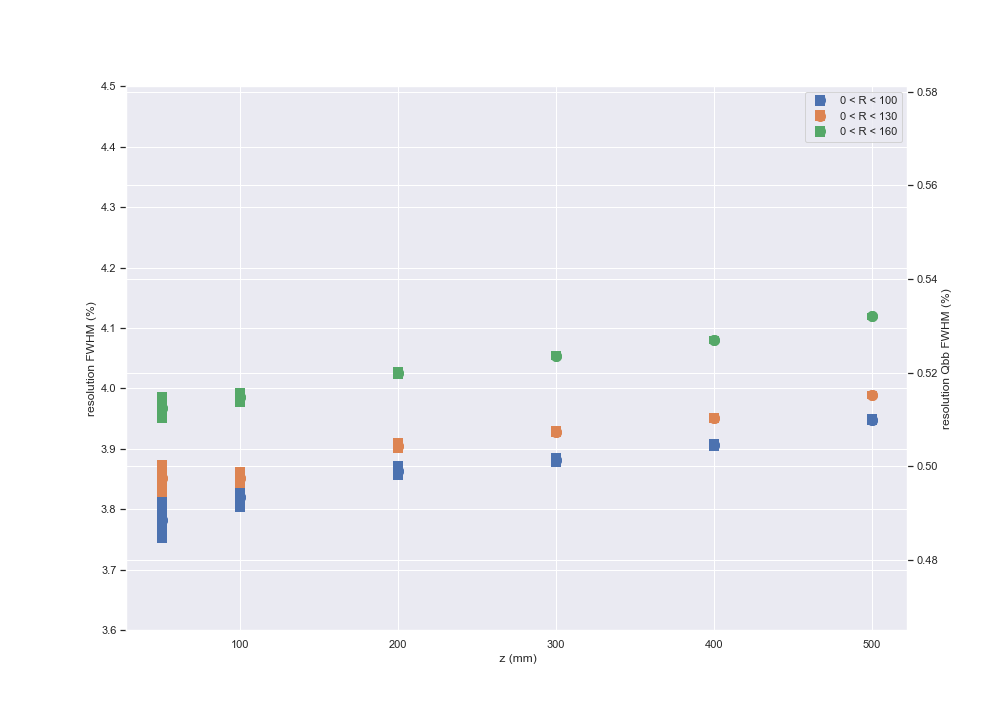 0 < R < 100
0 < R < 130
0 < R < 160
4.5
4.4
4.3
4.2
4.1
4.0
3.9
3.8
3.7
3.6
resolution FWHM (%)
0.58
0.56
0.54
0.52
0.50
0.48
resolution Qbb FWHM (%)
100 200 300 400 500
z (mm)